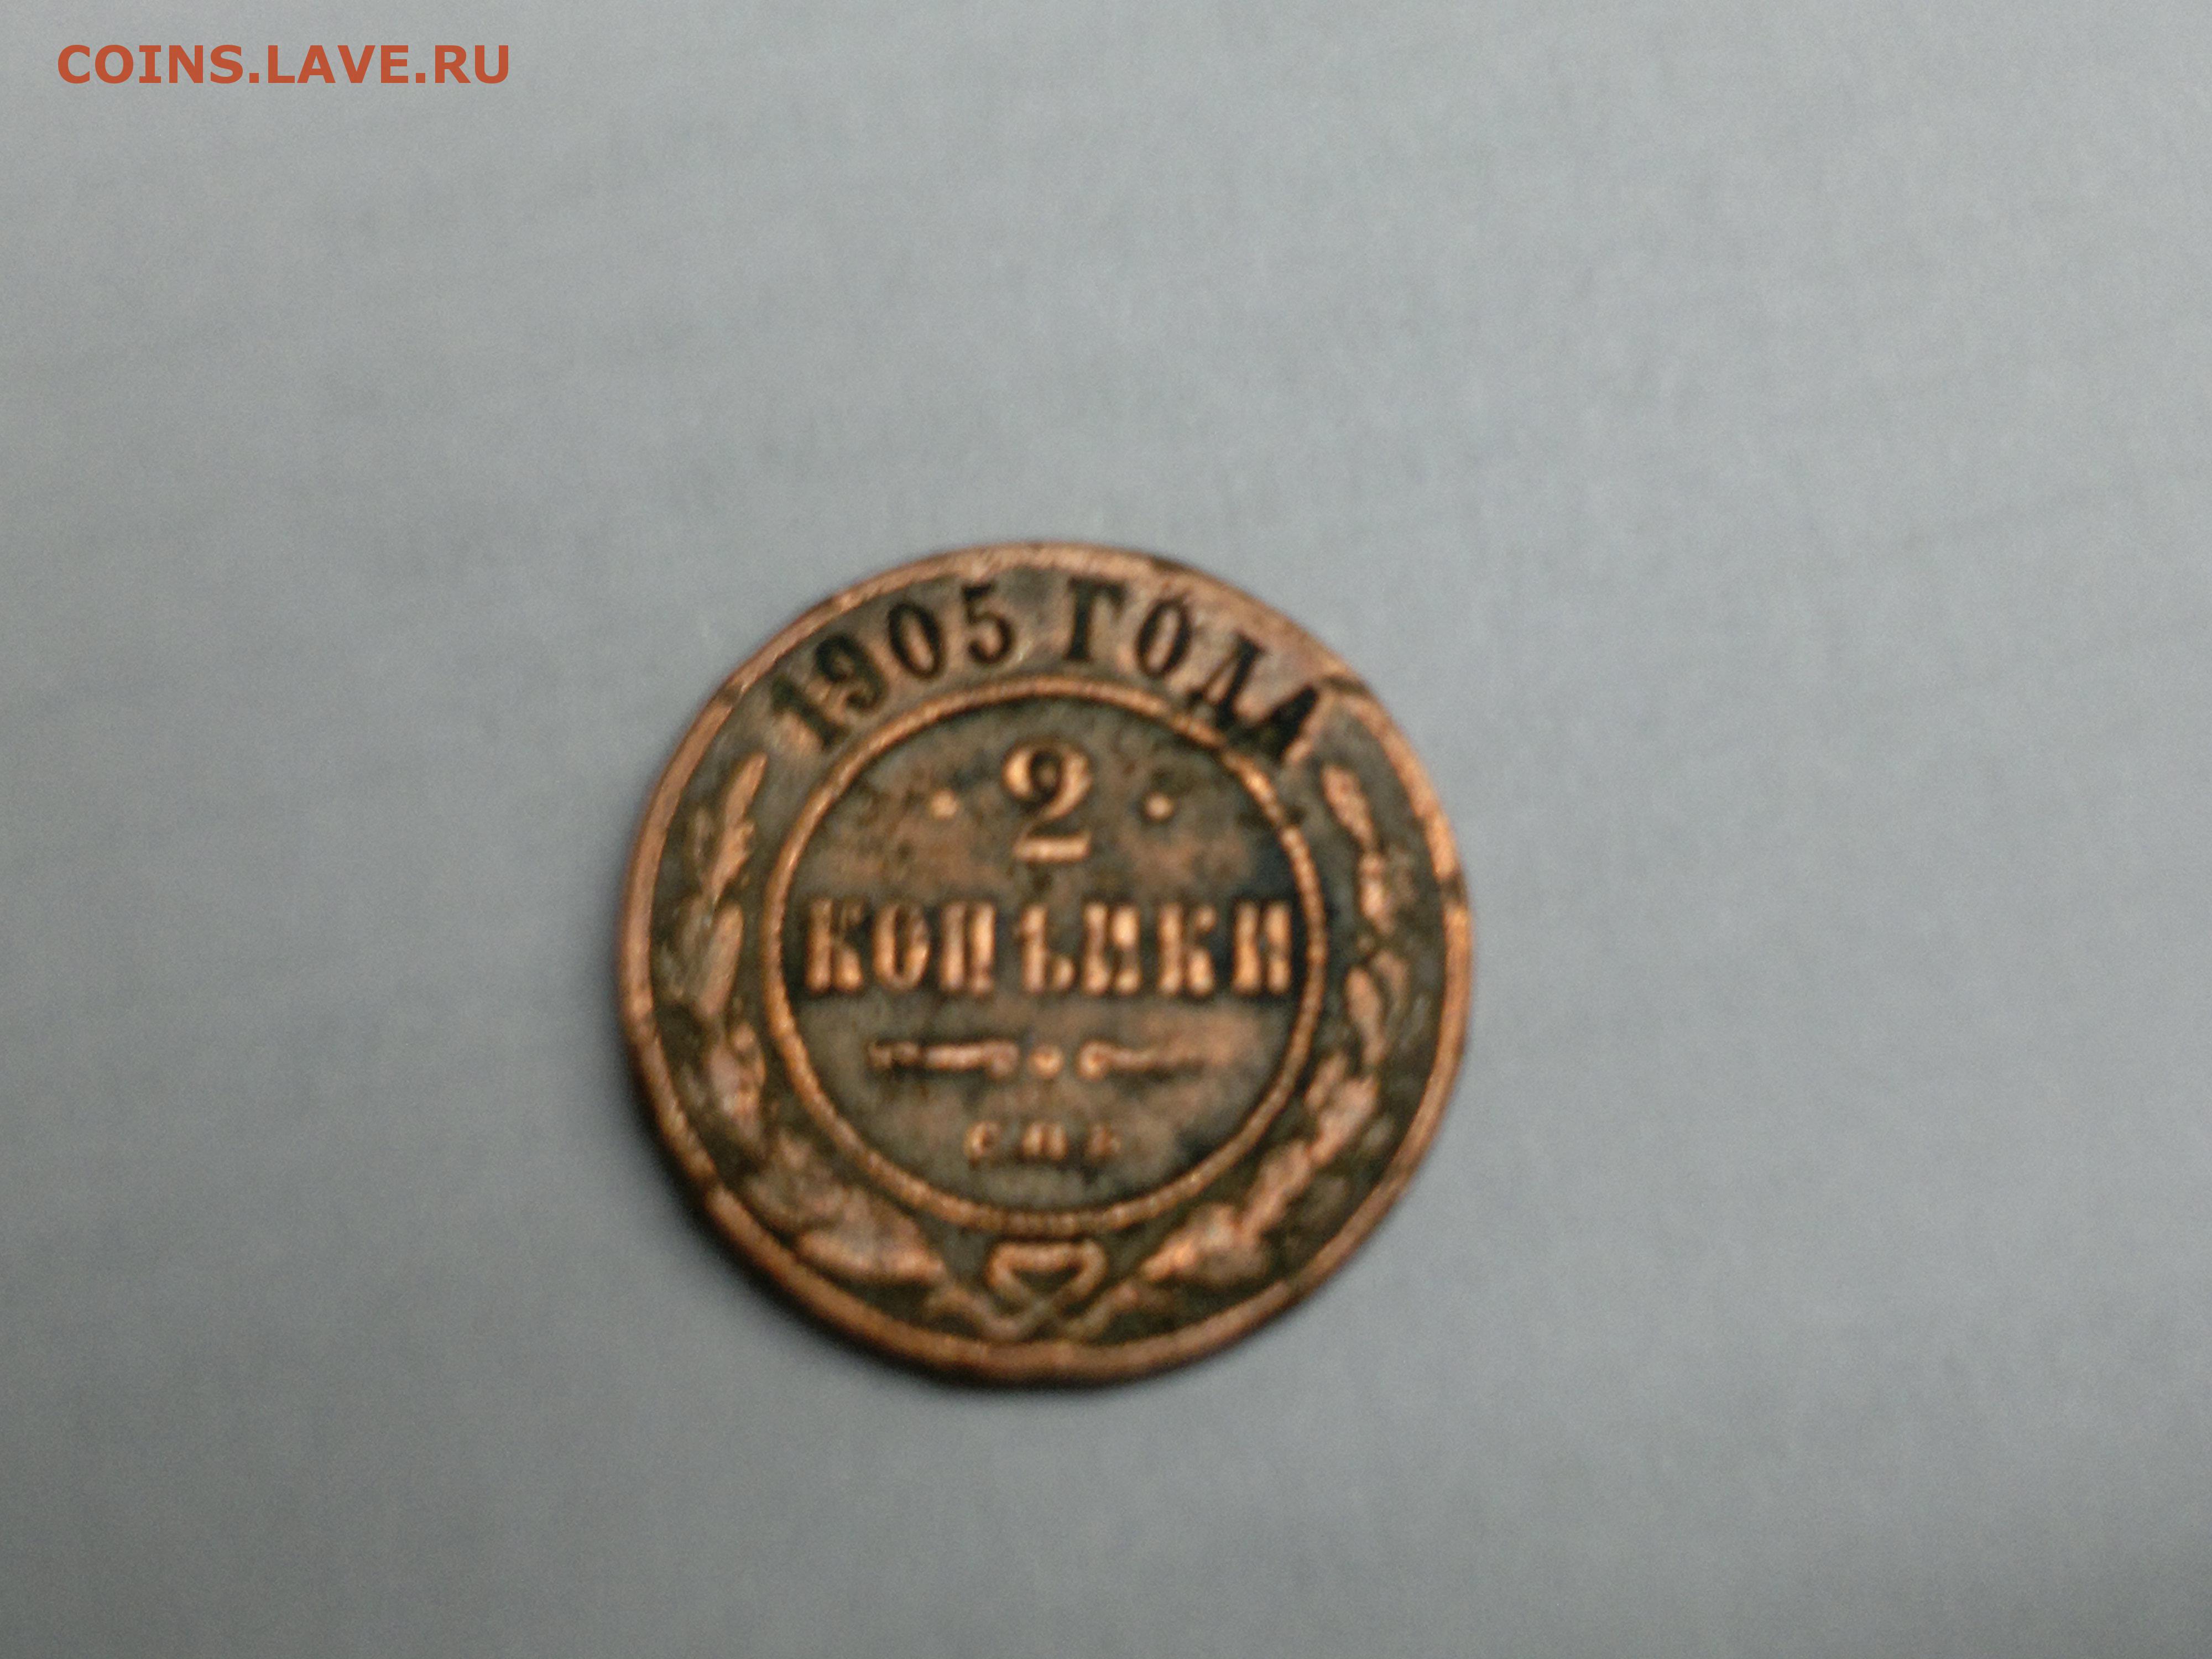 COINS.LAVE.RU
1905 ГОДА
· 2 ·
КОПѢЙКИ
С.П.Б.